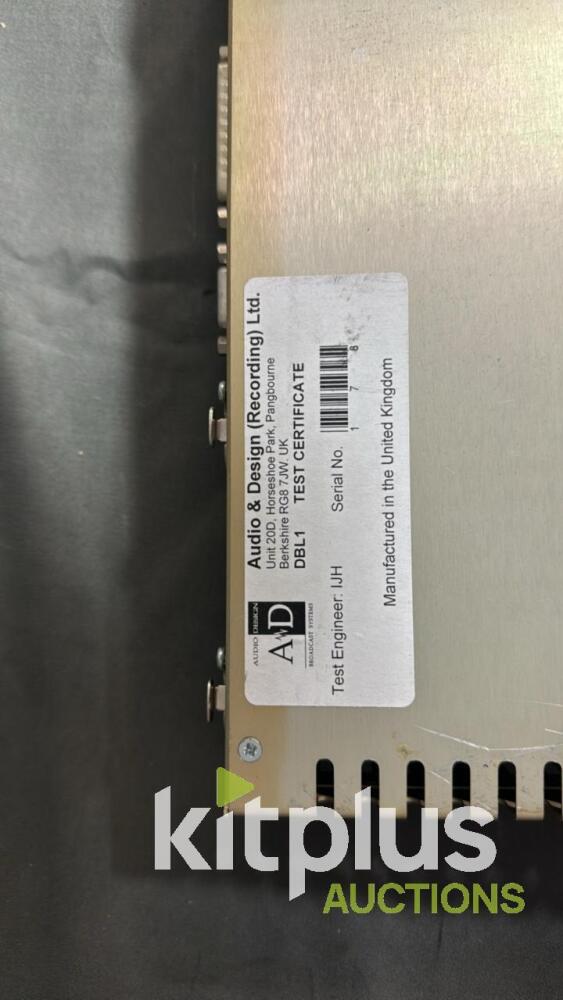 Audio & Design (Recording) Ltd.
Unit 20D, Horseshoe Park, Pangbourne
Berkshire RG8 7JW. UK
DBL1 TEST CERTIFICATE
AUDIO DESIGN
A&D
BROADCAST SYSTEMS
Test Engineer: IJH
Serial No.
1 7 8
Manufactured in the United Kingdom
kitplus
AUCTIONS